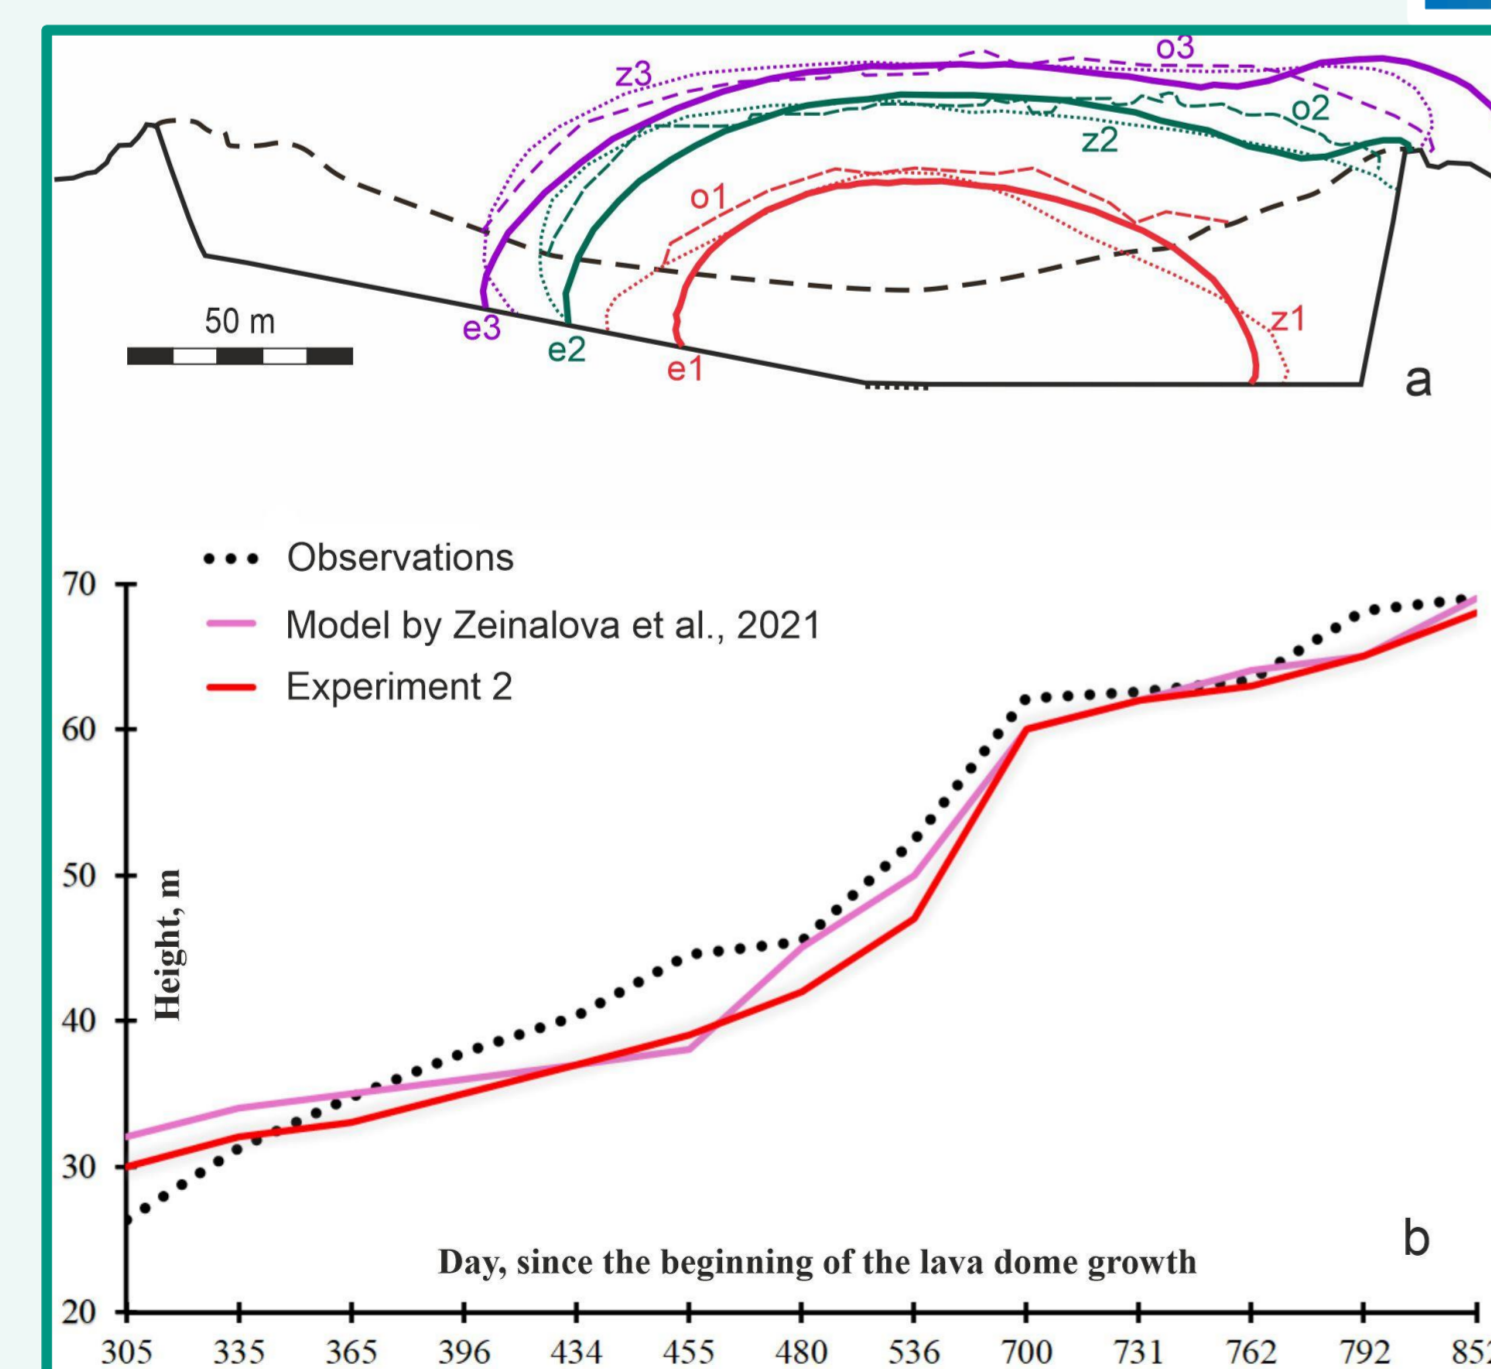 o3
z3
o2
z2
o1
z1
50 m
e3
e2
e1
a
Observations
70
Model by Zeinalova et al., 2021
Experiment 2
60
50
Height, m
40
30
b
Day, since the beginning of the lava dome growth
20
305 335 365 396 434 455 480 536 700 731 762 792